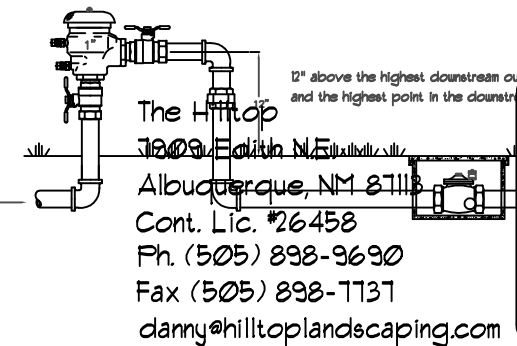 1"
12" above the highest downstream ou
and the highest point in the downstre
12"
The Hilltop
7909 Edith N.E.
Albuquerque, NM 87113
Cont. Lic. #26458
Ph. (505) 898-9690
Fax (505) 898-7737
danny@hilltoplandscaping.com